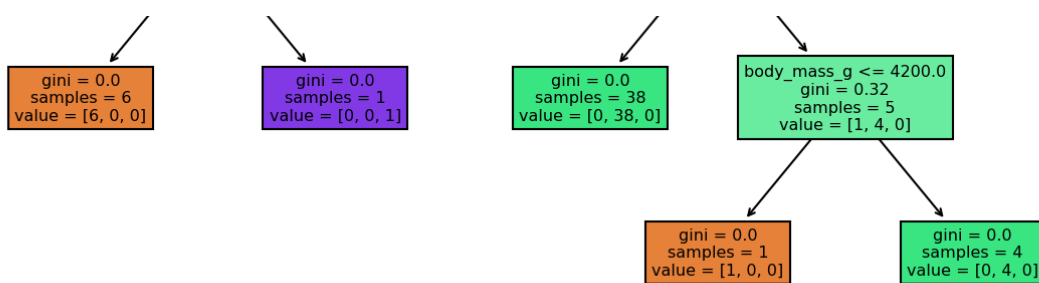 gini = 0.0
samples = 6
value = [6, 0, 0]
gini = 0.0
samples = 1
value = [0, 0, 1]
gini = 0.0
samples = 38
value = [0, 38, 0]
body_mass_g <= 4200.0
gini = 0.32
samples = 5
value = [1, 4, 0]
gini = 0.0
samples = 1
value = [1, 0, 0]
gini = 0.0
samples = 4
value = [0, 4, 0]